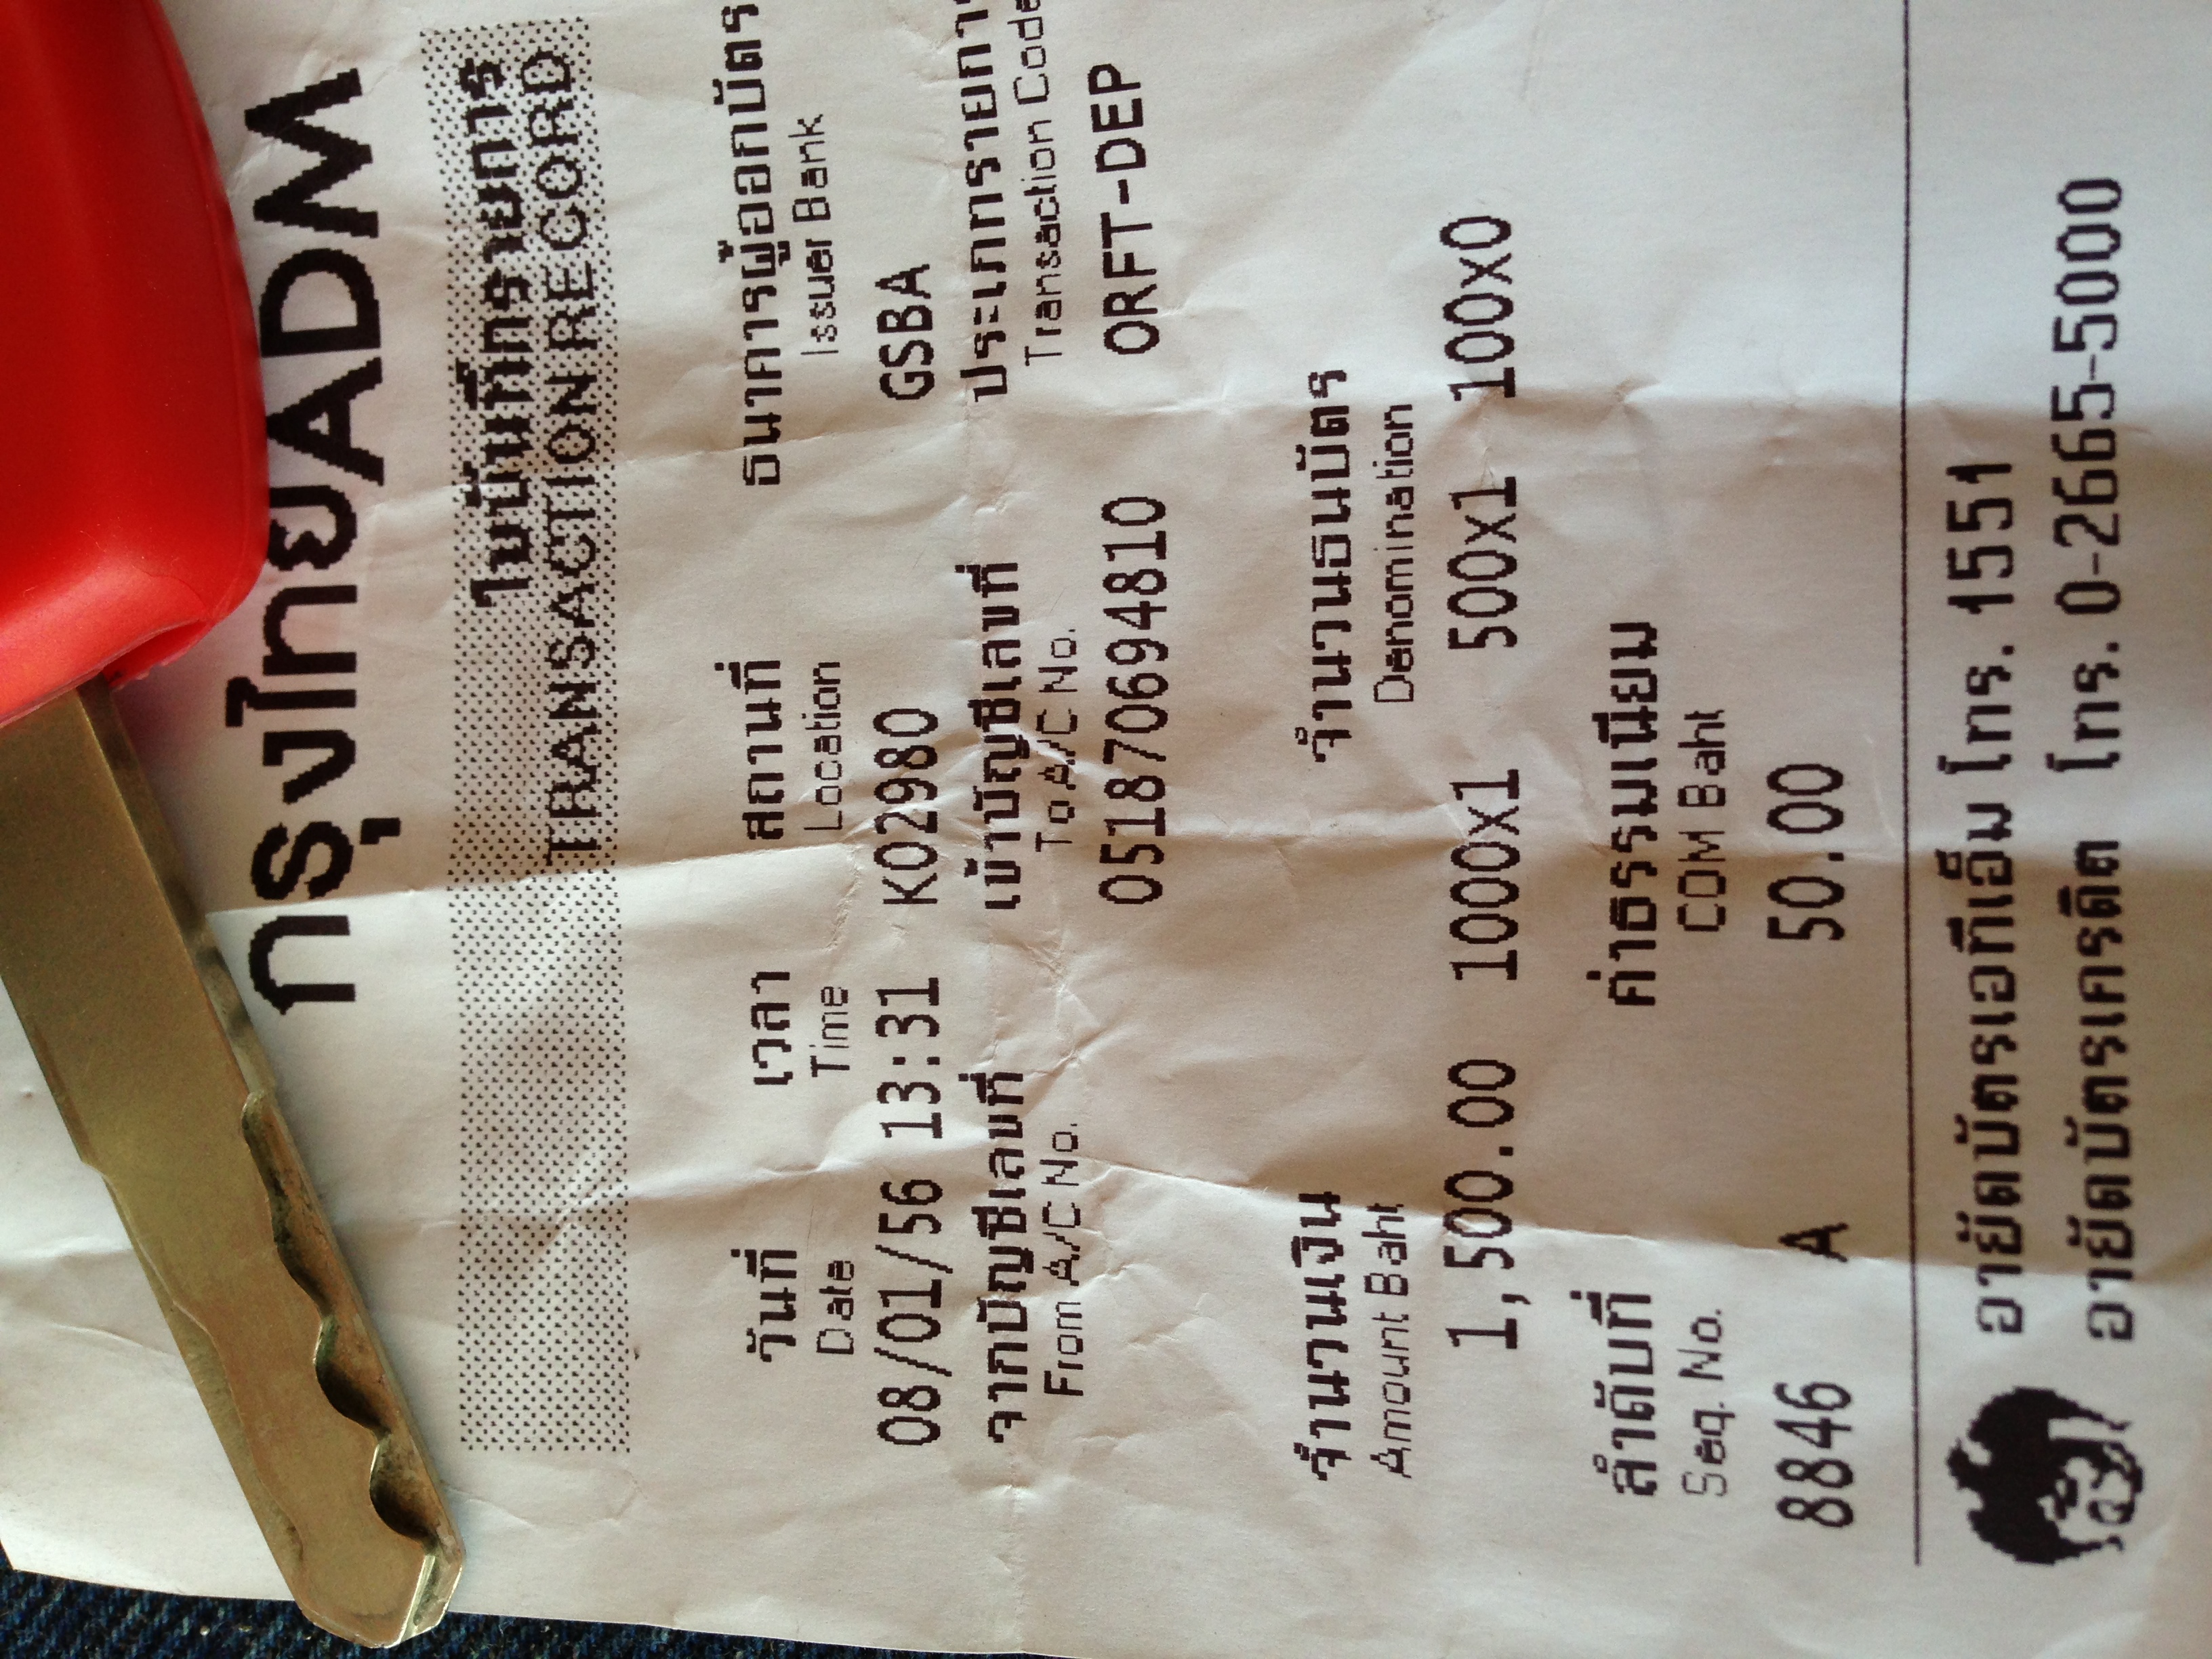 กรุงไทยADM
ใบบันทึกรายการ
TRANSACTION RECORD
วันที่ เวลา สถานที่ ธนาคารผู้ออกบัตร
Date Time Location Issuer Bank
08/01/56 13:31 K02980 GSBA
จากบัญชีเลขที่ เข้าบัญชีเลขที่ ประเภทรายการ
From A/C No. To A/C No. Transaction Code
051870694810 ORFT-DEP
จำนวนเงิน จำนวนธนบัตร
Amount Baht Denomination
1,500.00 1000x1 500x1 100x0
ลำดับที่ ค่าธรรมเนียม
Seq. No. COM Baht
8846 A 50.00
อายัดบัตรเอทีเอ็ม โทร. 1551
อายัดบัตรเครดิต โทร. 0-2665-5000